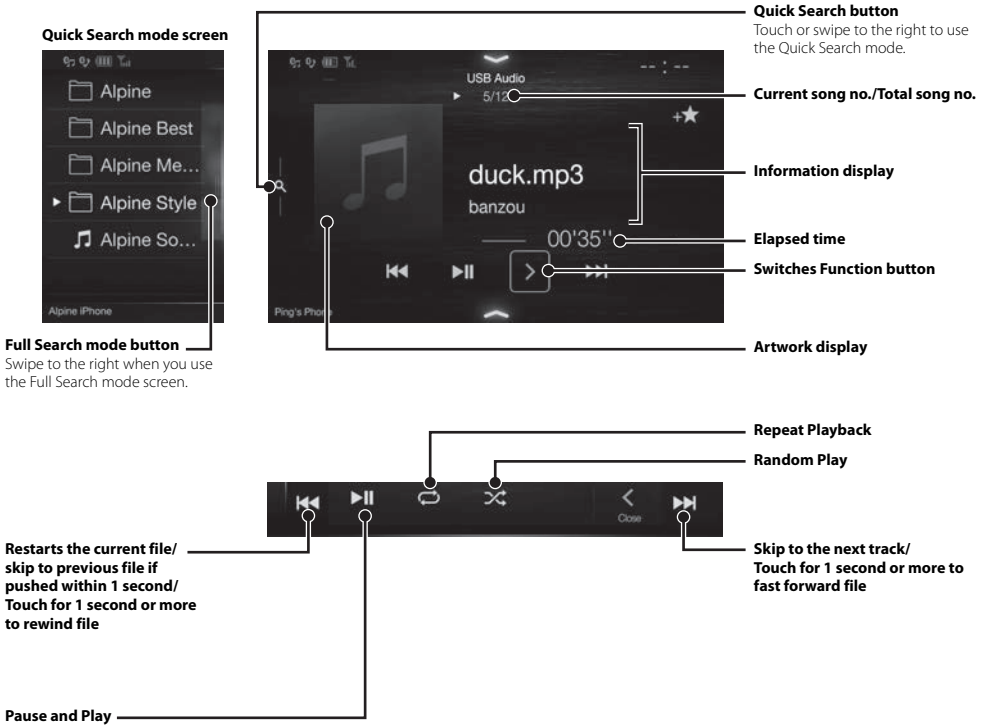 Quick Search mode screen
Alpine
Alpine Best
Alpine Me...
Alpine Style
Alpine So...
Alpine iPhone
Full Search mode button
Swipe to the right when you use
the Full Search mode screen.
USB Audio
5/12
-- : --
duck.mp3
banzou
00'35''
Ping's Phone
Quick Search button
Touch or swipe to the right to use
the Quick Search mode.
Current song no./Total song no.
Information display
Elapsed time
Switches Function button
Artwork display
Repeat Playback
Random Play
Close
Restarts the current file/
skip to previous file if
pushed within 1 second/
Touch for 1 second or more
to rewind file
Skip to the next track/
Touch for 1 second or more to
fast forward file
Pause and Play